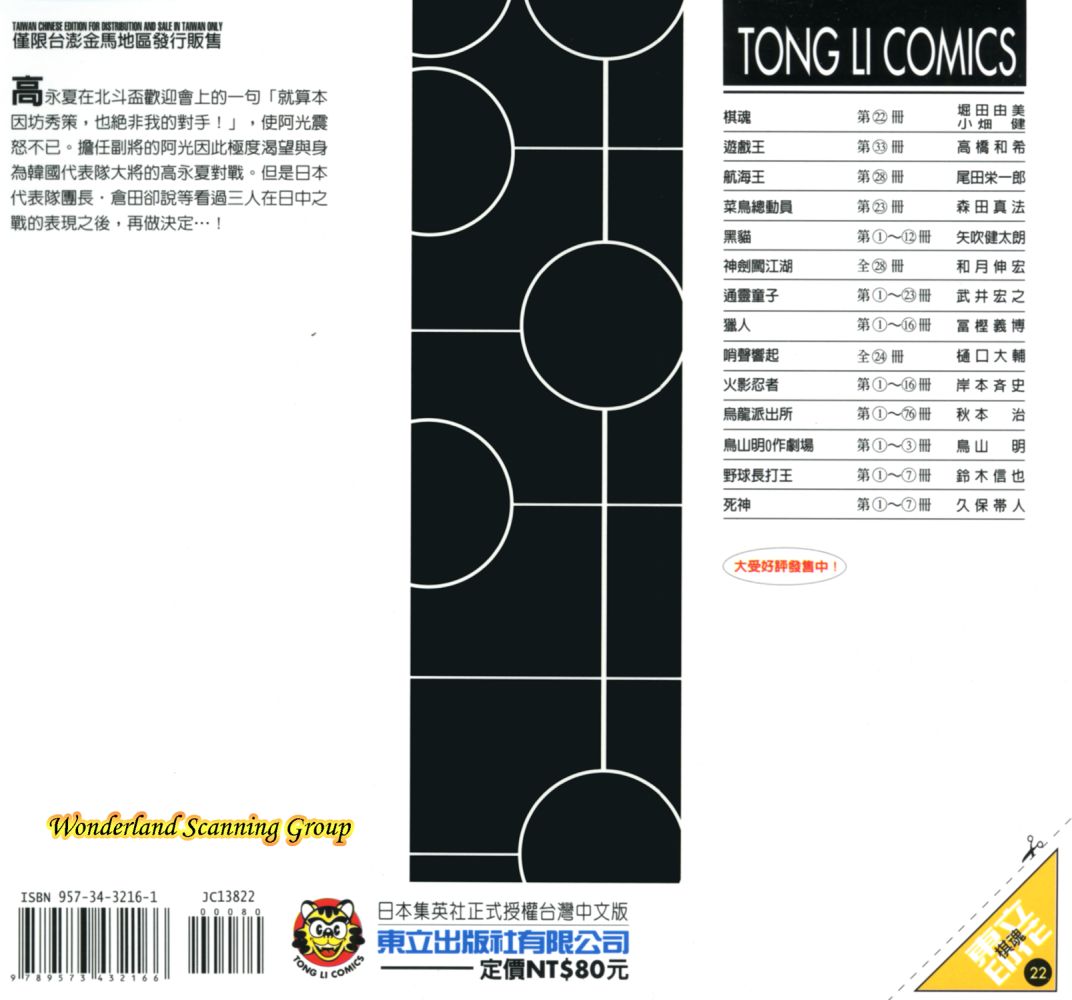 TAIWAN CHINESE EDITION FOR DISTRIBUTION AND SALE IN TAIWAN ONLY
僅限台澎金馬地區發行販售
高永夏在北斗盃歡迎會上的一句「就算本
因坊秀策，也絕非我的對手！」，使阿光震
怒不已。擔任副將的阿光因此極度渴望與身
為韓國代表隊大將的高永夏對戰。但是日本
代表隊團長．倉田卻說等看過三人在日中之
戰的表現之後，再做決定…！
Wonderland Scanning Group
ISBN 957-34-3216-1
9 789573 432166
JC13822
00080
TONG LI COMICS
日本集英社正式授權台灣中文版
東立出版社有限公司
定價NT$80元
TONG LI COMICS
棋魂 第㉒冊 堀田由美 小畑健
遊戲王 第㉝冊 高橋和希
航海王 第㉘冊 尾田栄一郎
菜鳥總動員 第㉓冊 森田真法
黑貓 第①～⑫冊 矢吹健太朗
神劍闖江湖 全㉘冊 和月伸宏
通靈童子 第①～㉓冊 武井宏之
獵人 第①～⑯冊 冨樫義博
哨聲響起 全㉔冊 樋口大輔
火影忍者 第①～⑯冊 岸本斉史
烏龍派出所 第①～76冊 秋本治
鳥山明0作劇場 第①～③冊 鳥山明
野球長打王 第①～⑦冊 鈴木信也
死神 第①～⑦冊 久保帯人
大受好評發售中！
東立
棋魂
22